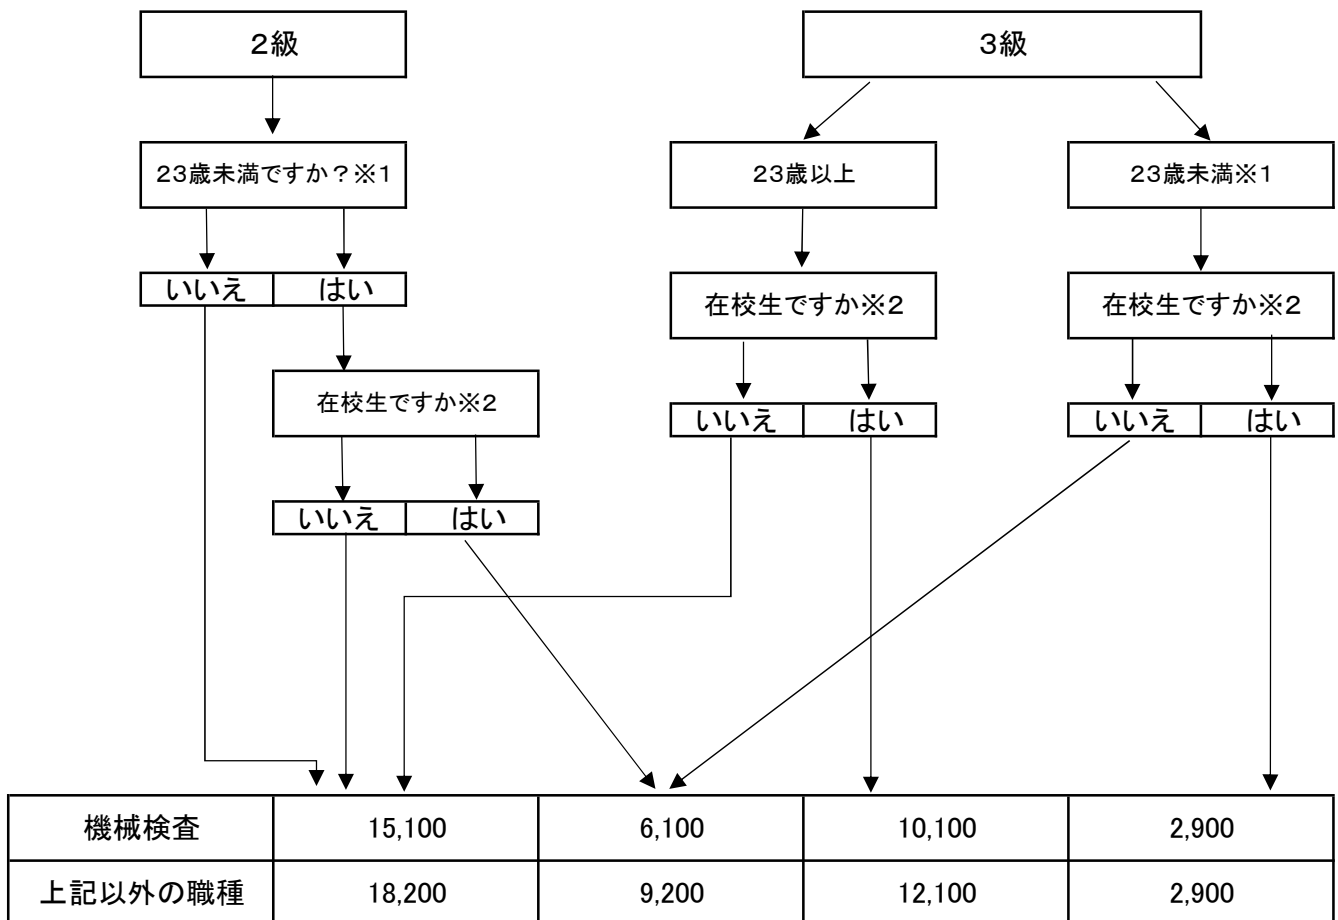 2級
3級
23歳未満ですか？※1
23歳以上
23歳未満※1
いいえ はい
在校生ですか※2
在校生ですか※2
在校生ですか※2
いいえ はい
いいえ はい
いいえ はい
機械検査 15,100 6,100 10,100 2,900
上記以外の職種 18,200 9,200 12,100 2,900